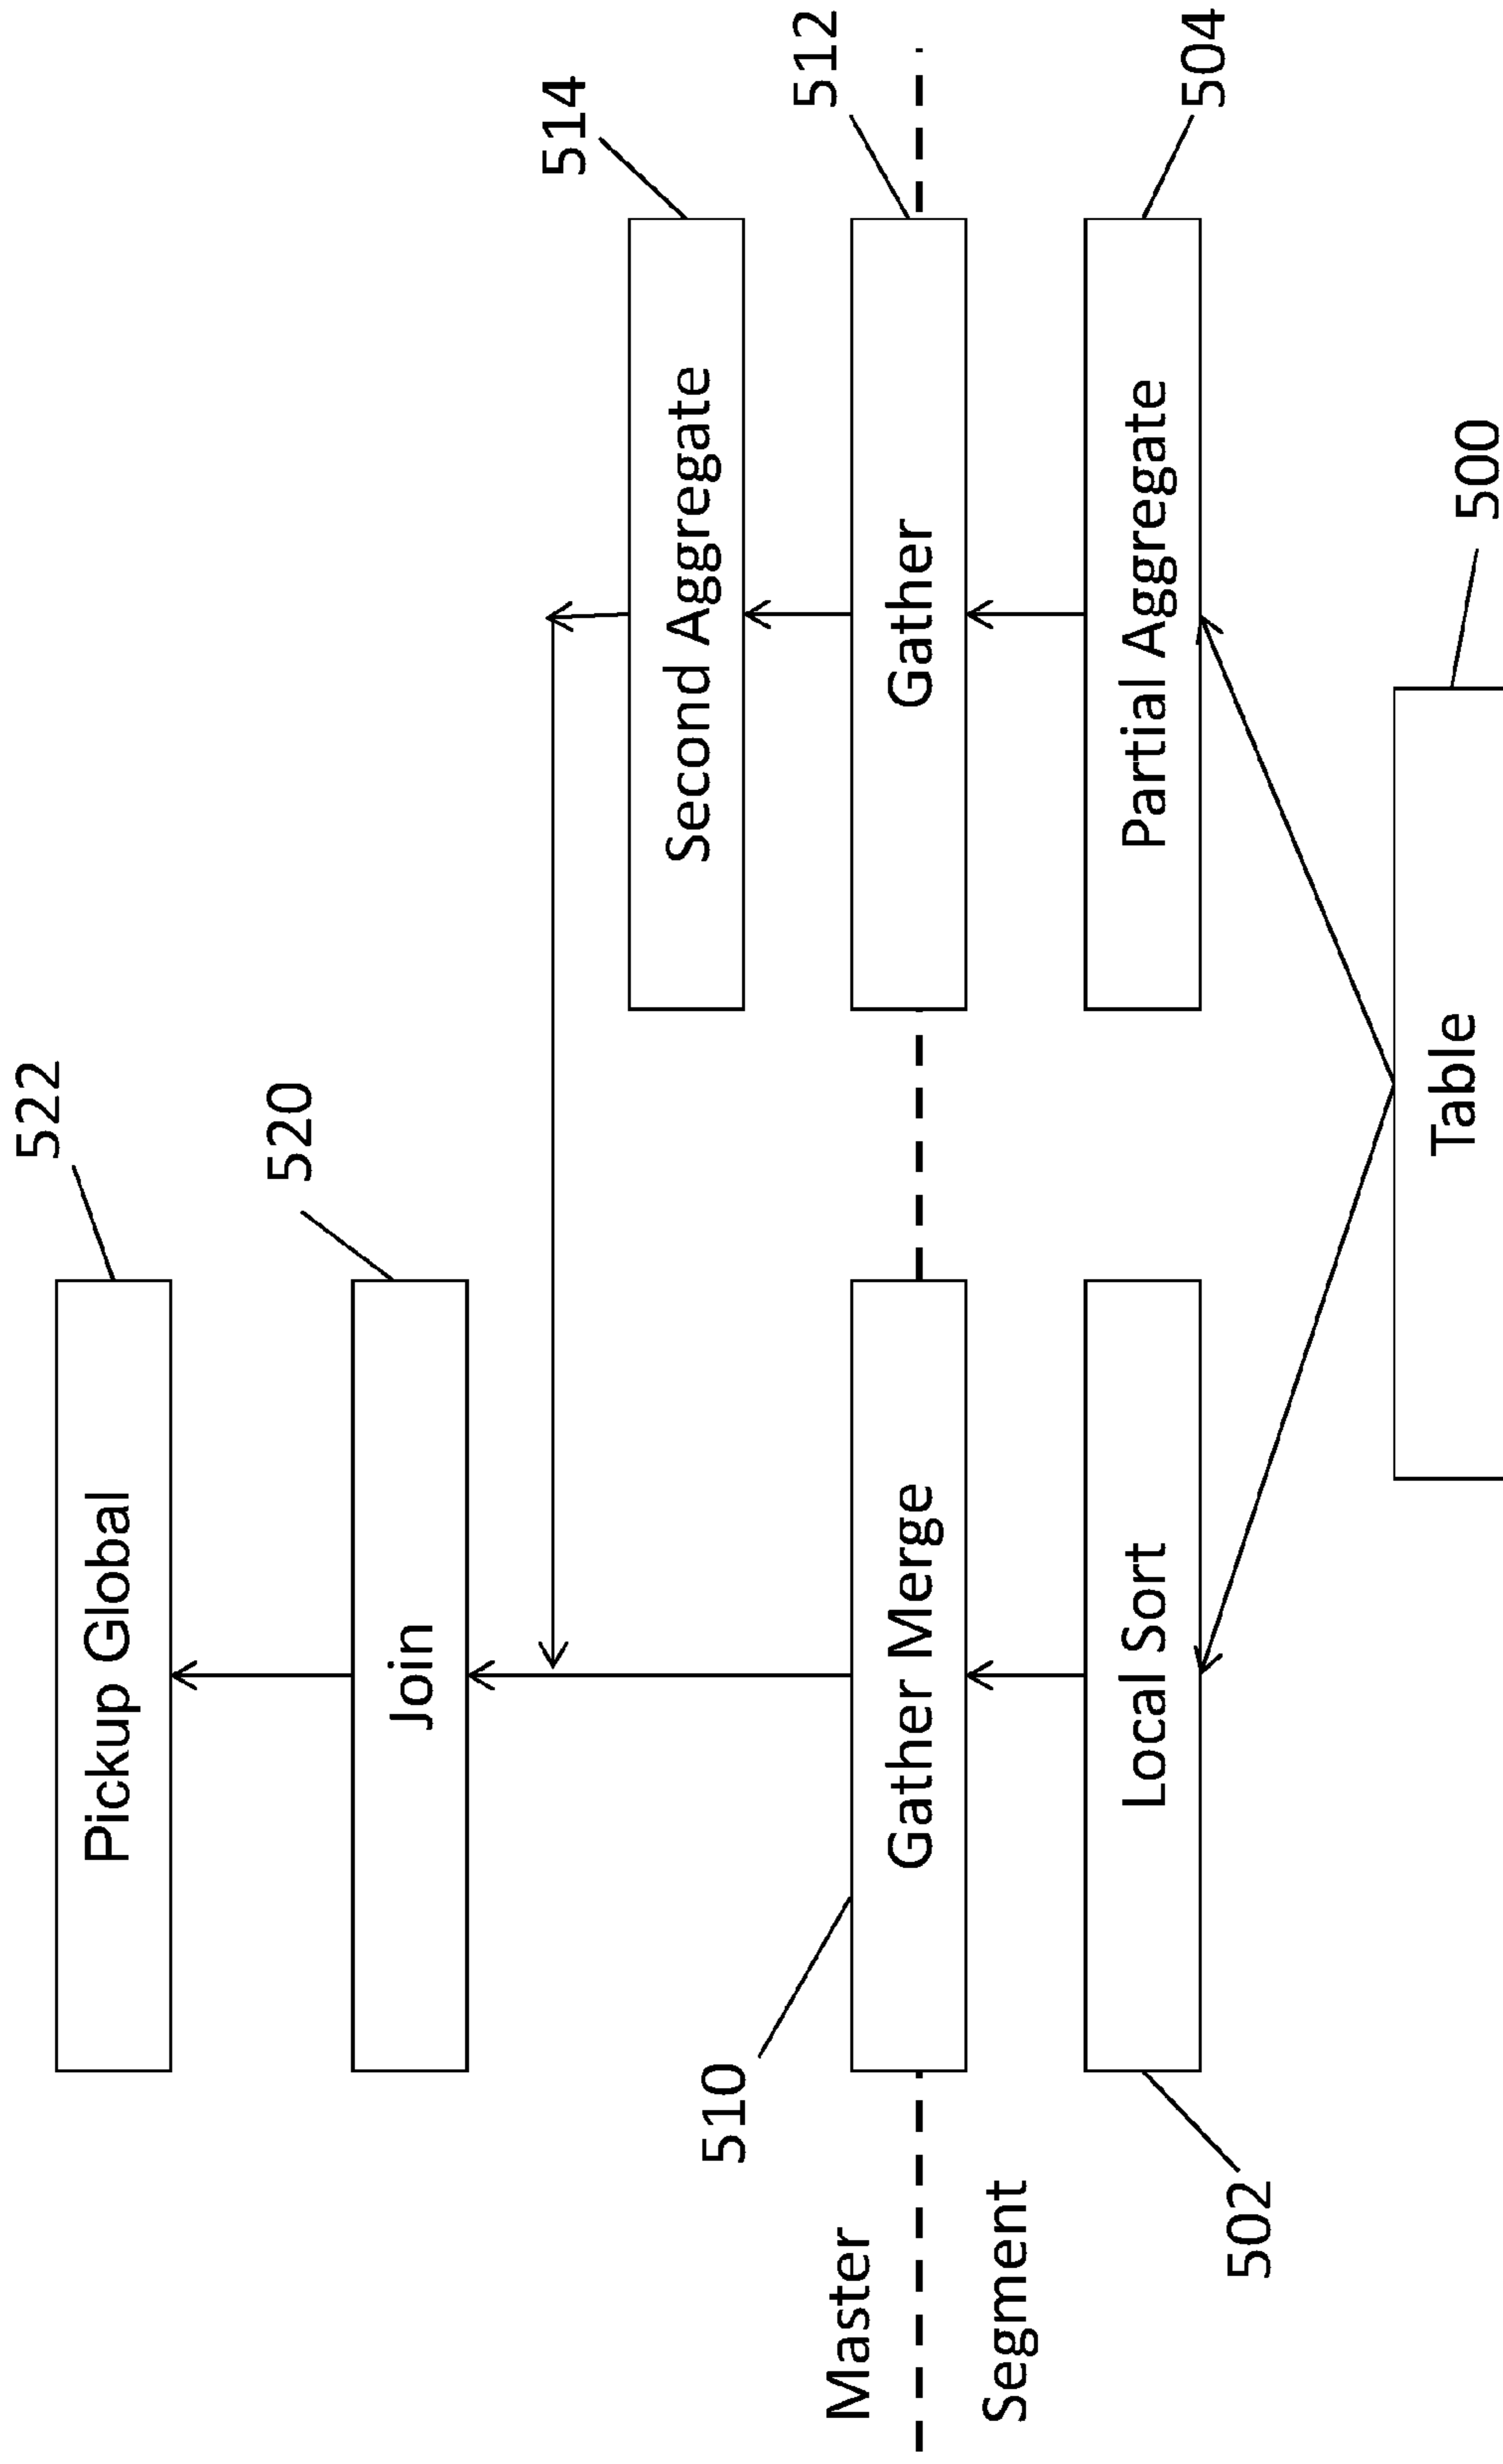 522
Pickup Global
520
Join
514
Second Aggregate
510
512
Master
Gather Merge
Gather
Segment
502
Local Sort
Partial Aggregate
504
Table
500